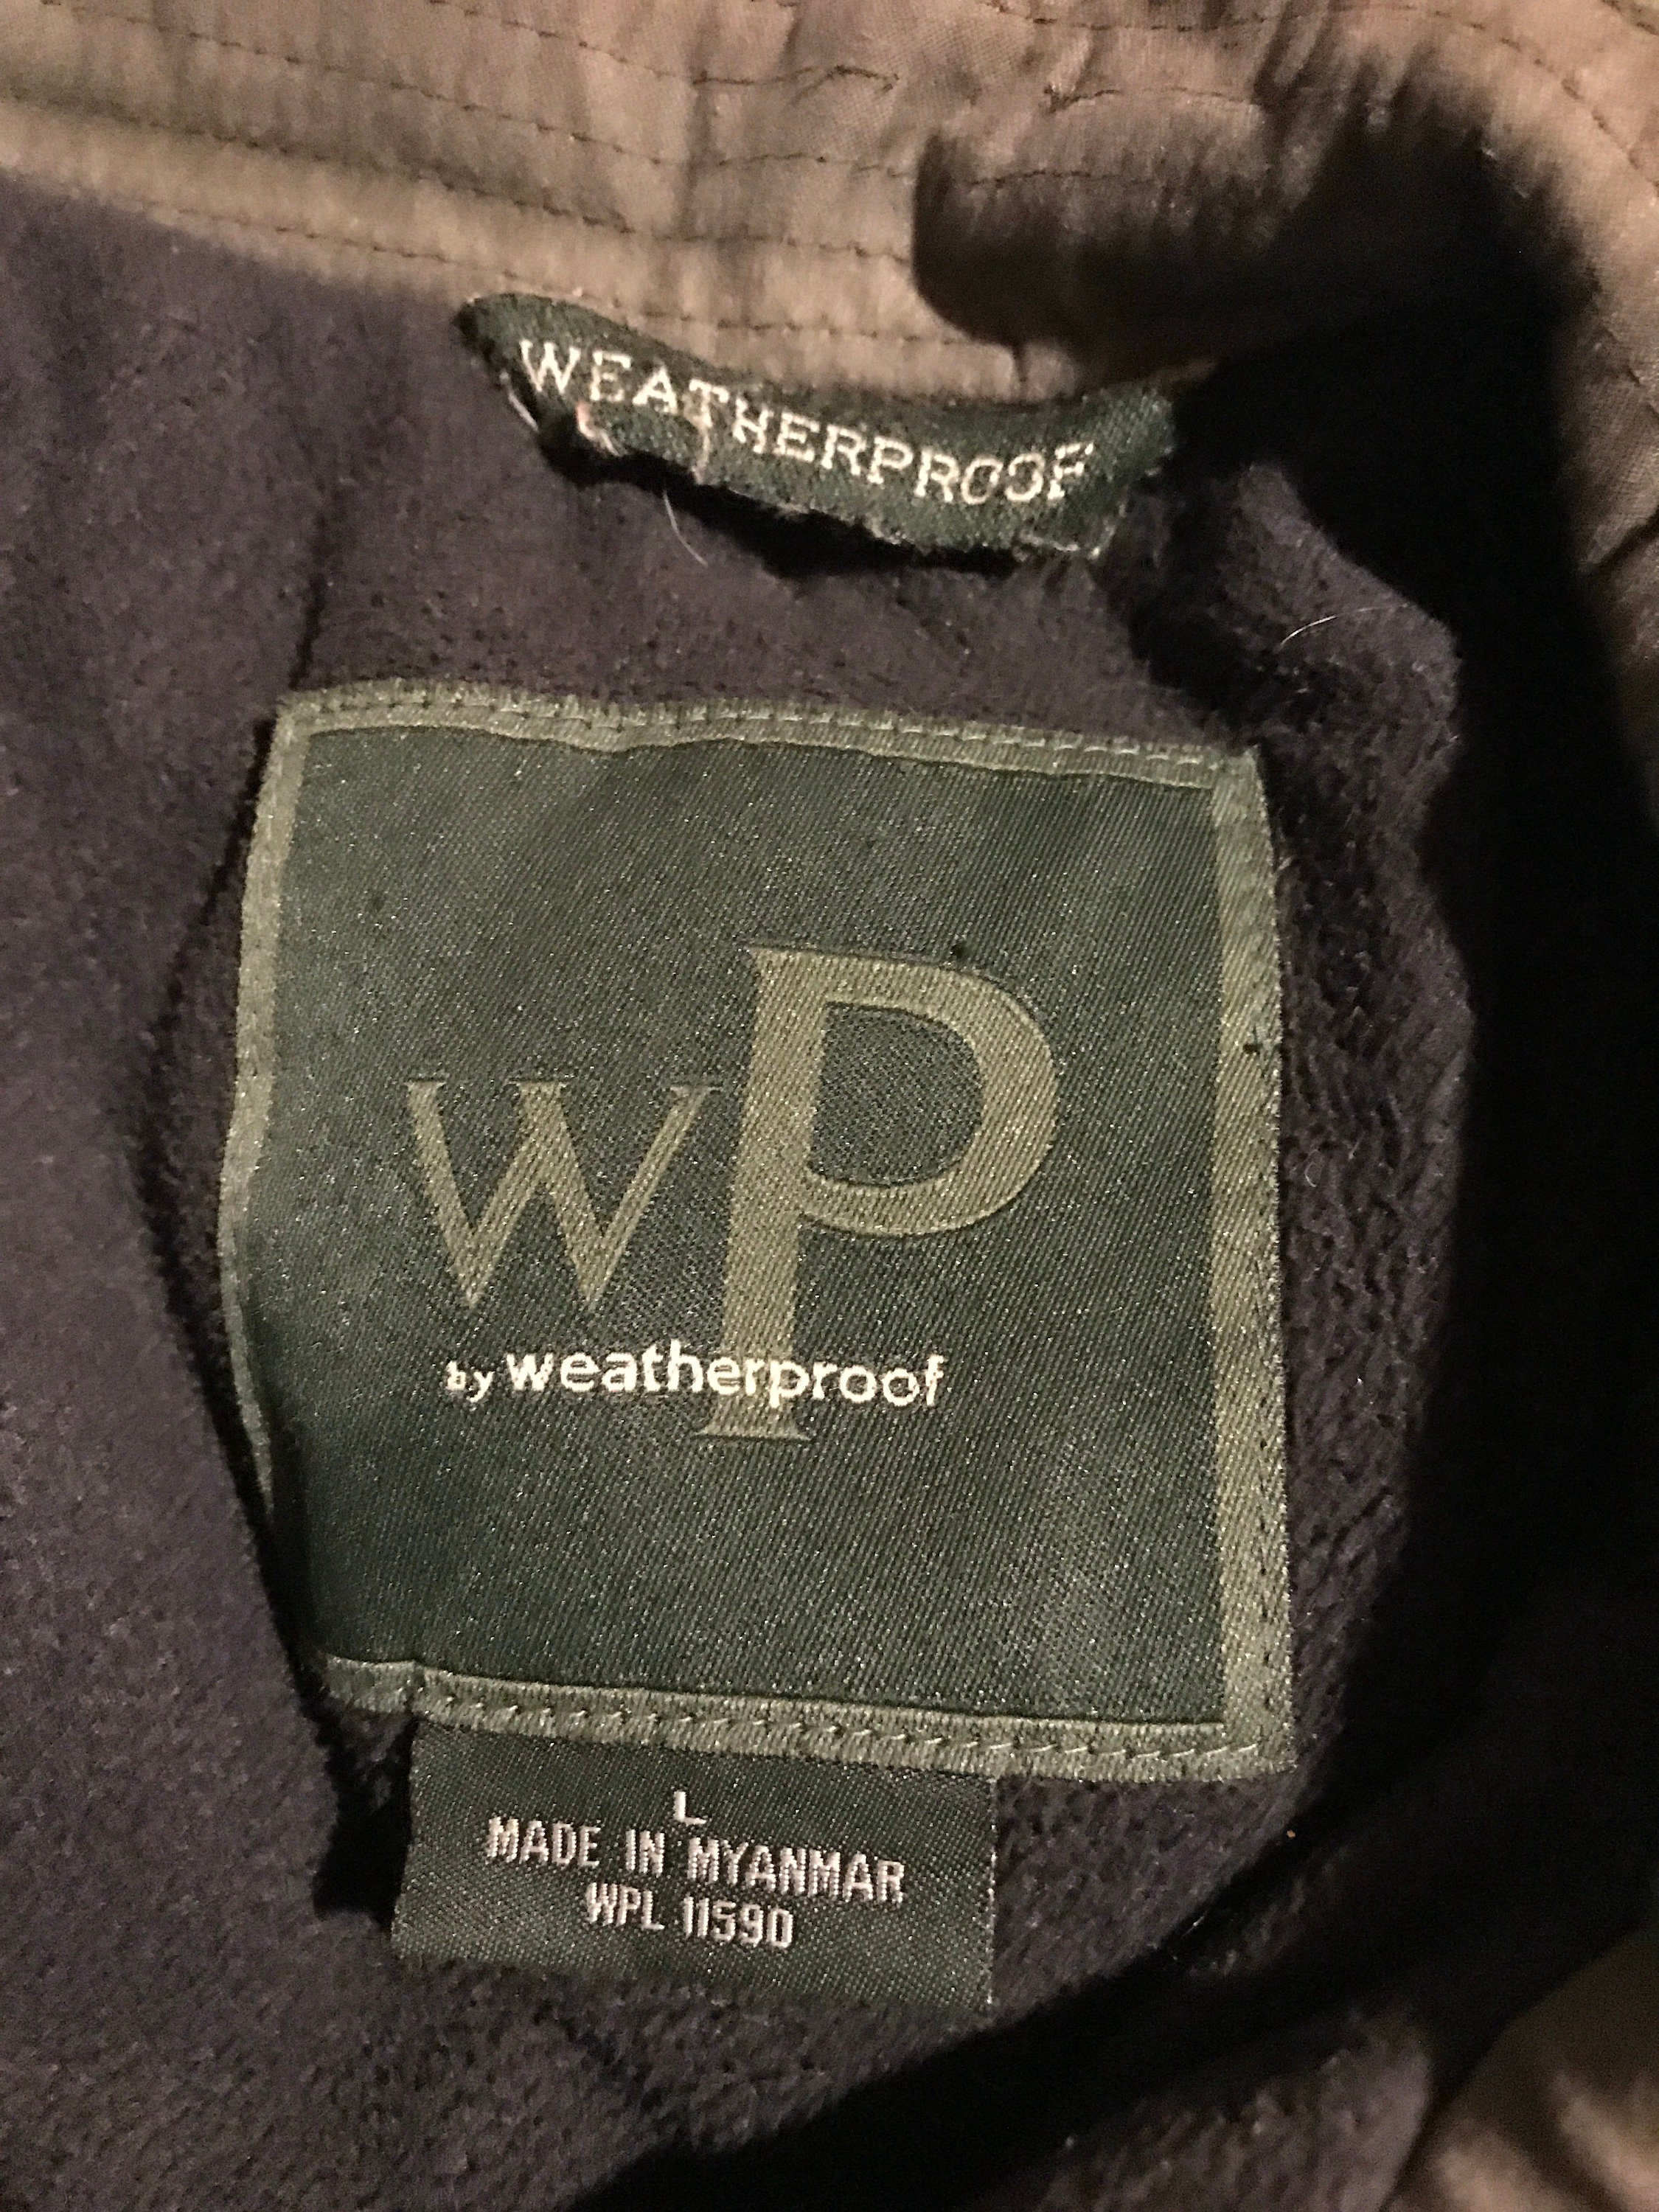 WEATHERPROOF
WP
by weatherproof
L
MADE IN MYANMAR
WPL 11590